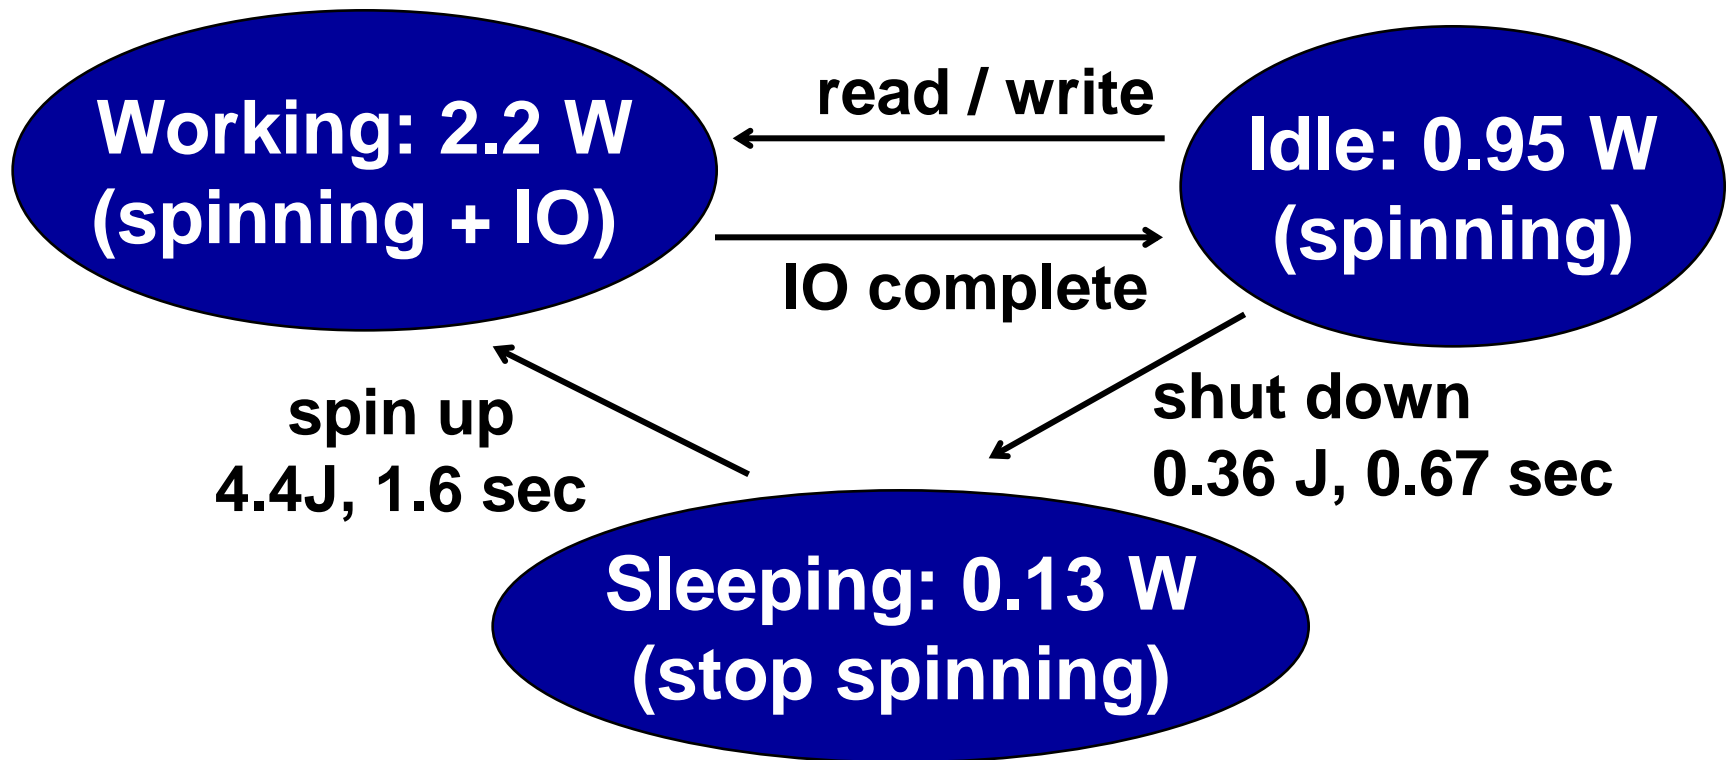 Working: 2.2 W
(spinning + IO)
read / write
IO complete
Idle: 0.95 W
(spinning)
spin up
4.4J, 1.6 sec
shut down
0.36 J, 0.67 sec
Sleeping: 0.13 W
(stop spinning)